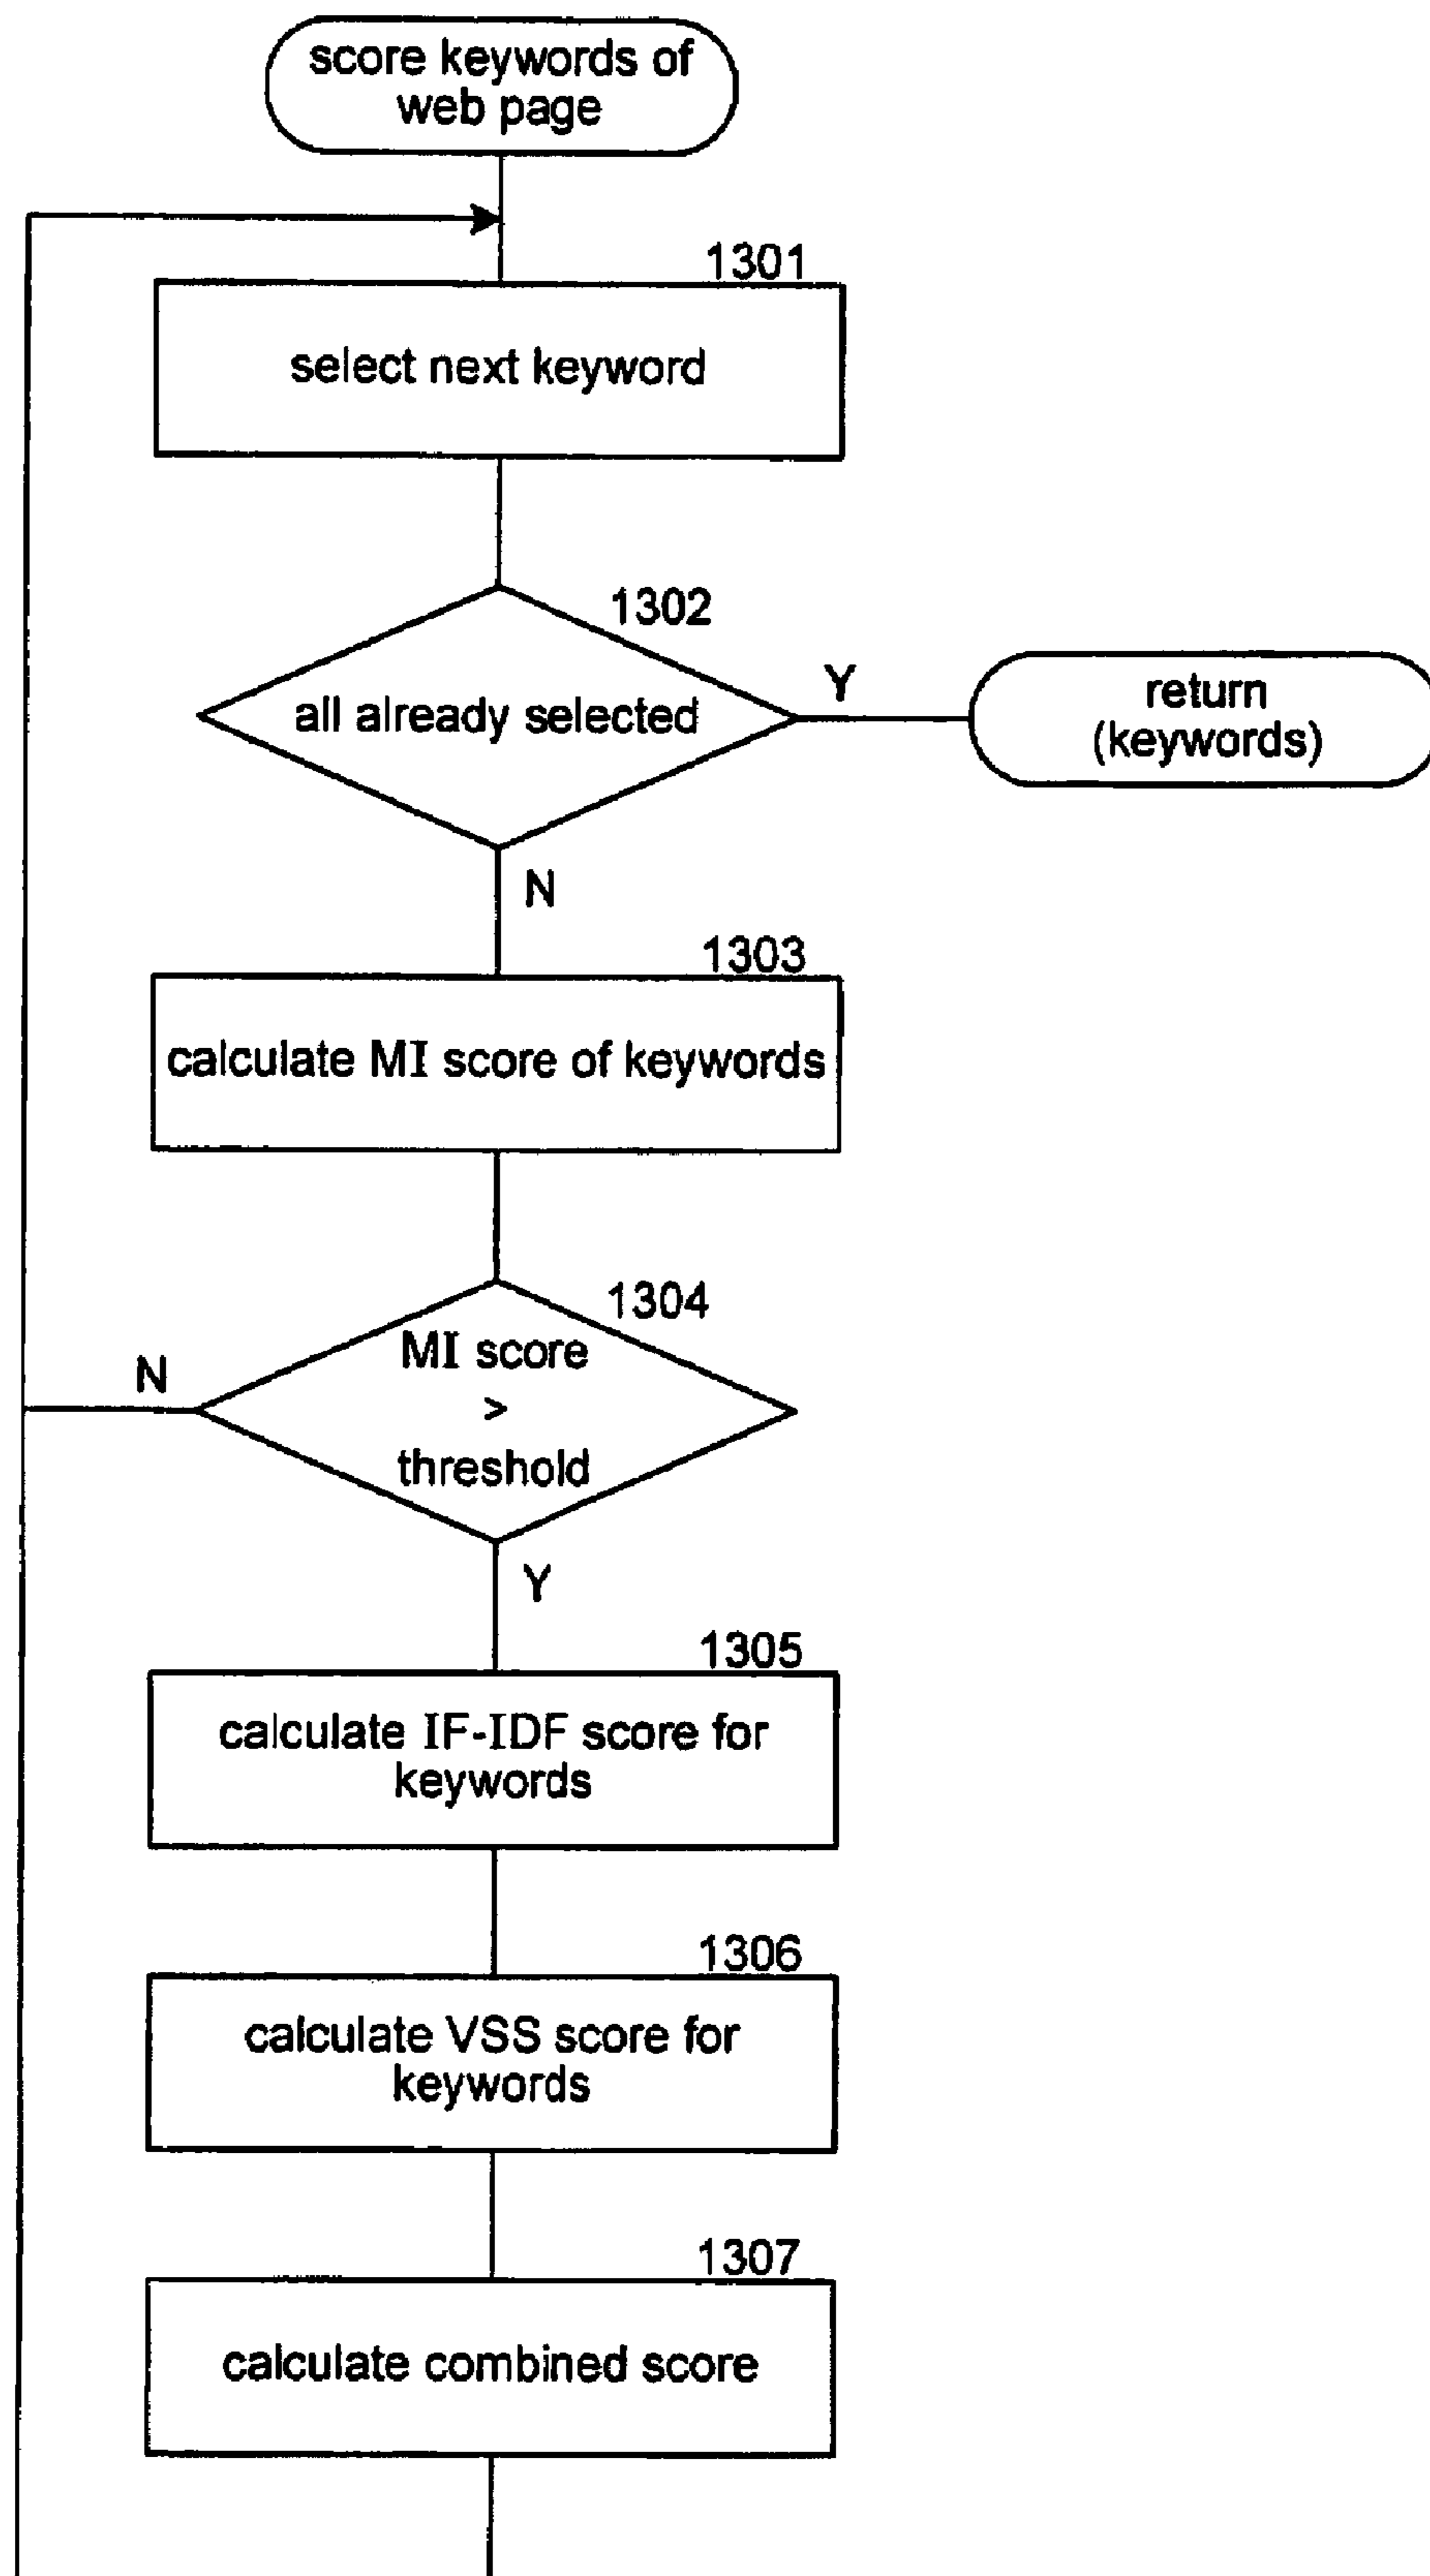 score keywords of
web page
1301
select next keyword
1302
all already selected
Y
return
(keywords)
N
1303
calculate MI score of keywords
1304
MI score
>
threshold
N
Y
1305
calculate IF-IDF score for
keywords
1306
calculate VSS score for
keywords
1307
calculate combined score